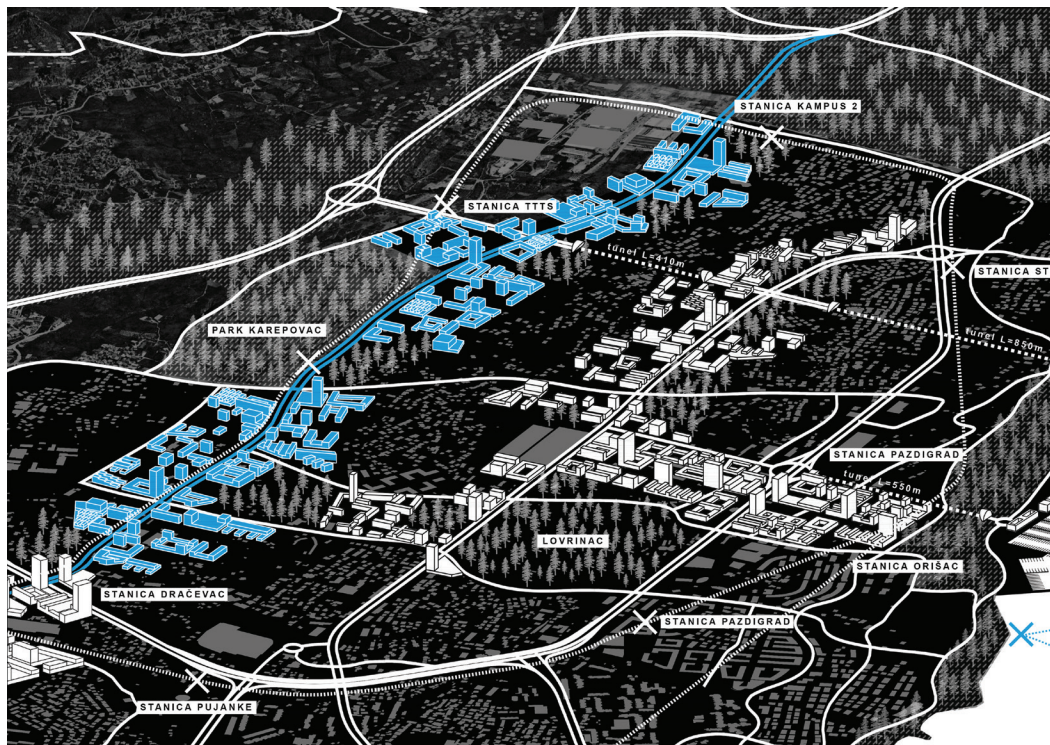 STANICA KAMPUS 2
STANICA TTTS
tunel L=410m
STANICA ST
PARK KAREPOVAC
tunel L=850m
STANICA PAZDIGRAD
tunel L=550m
LOVRINAC
STANICA ORIŠAC
STANICA DRAČEVAC
STANICA PAZDIGRAD
STANICA PUJANKE